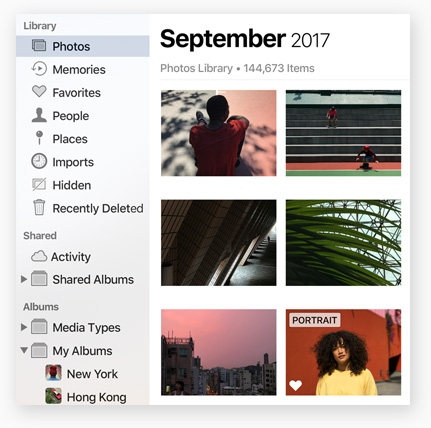 Library
Photos
Memories
Favorites
People
Places
Imports
Hidden
Recently Deleted
Shared
Activity
Shared Albums
Albums
Media Types
My Albums
New York
Hong Kong
September 2017
Photos Library • 144,673 Items
PORTRAIT